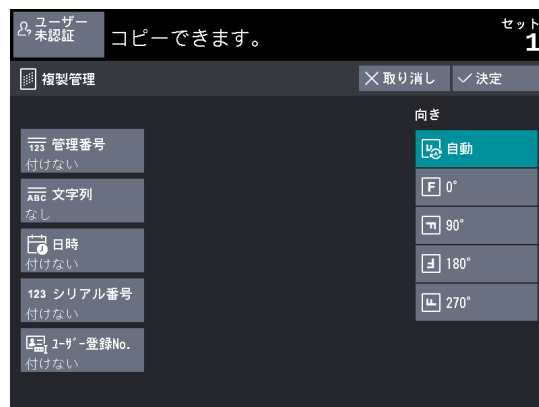 ユーザー
未認証
コピーできます。
セット
1
複製管理
取り消し
決定
向き
123 管理番号
付けない
ABC 文字列
なし
日時
付けない
123 シリアル番号
付けない
ﾕｰｻﾞｰ登録No.
付けない
自動
F 0°
F 90°
F 180°
F 270°